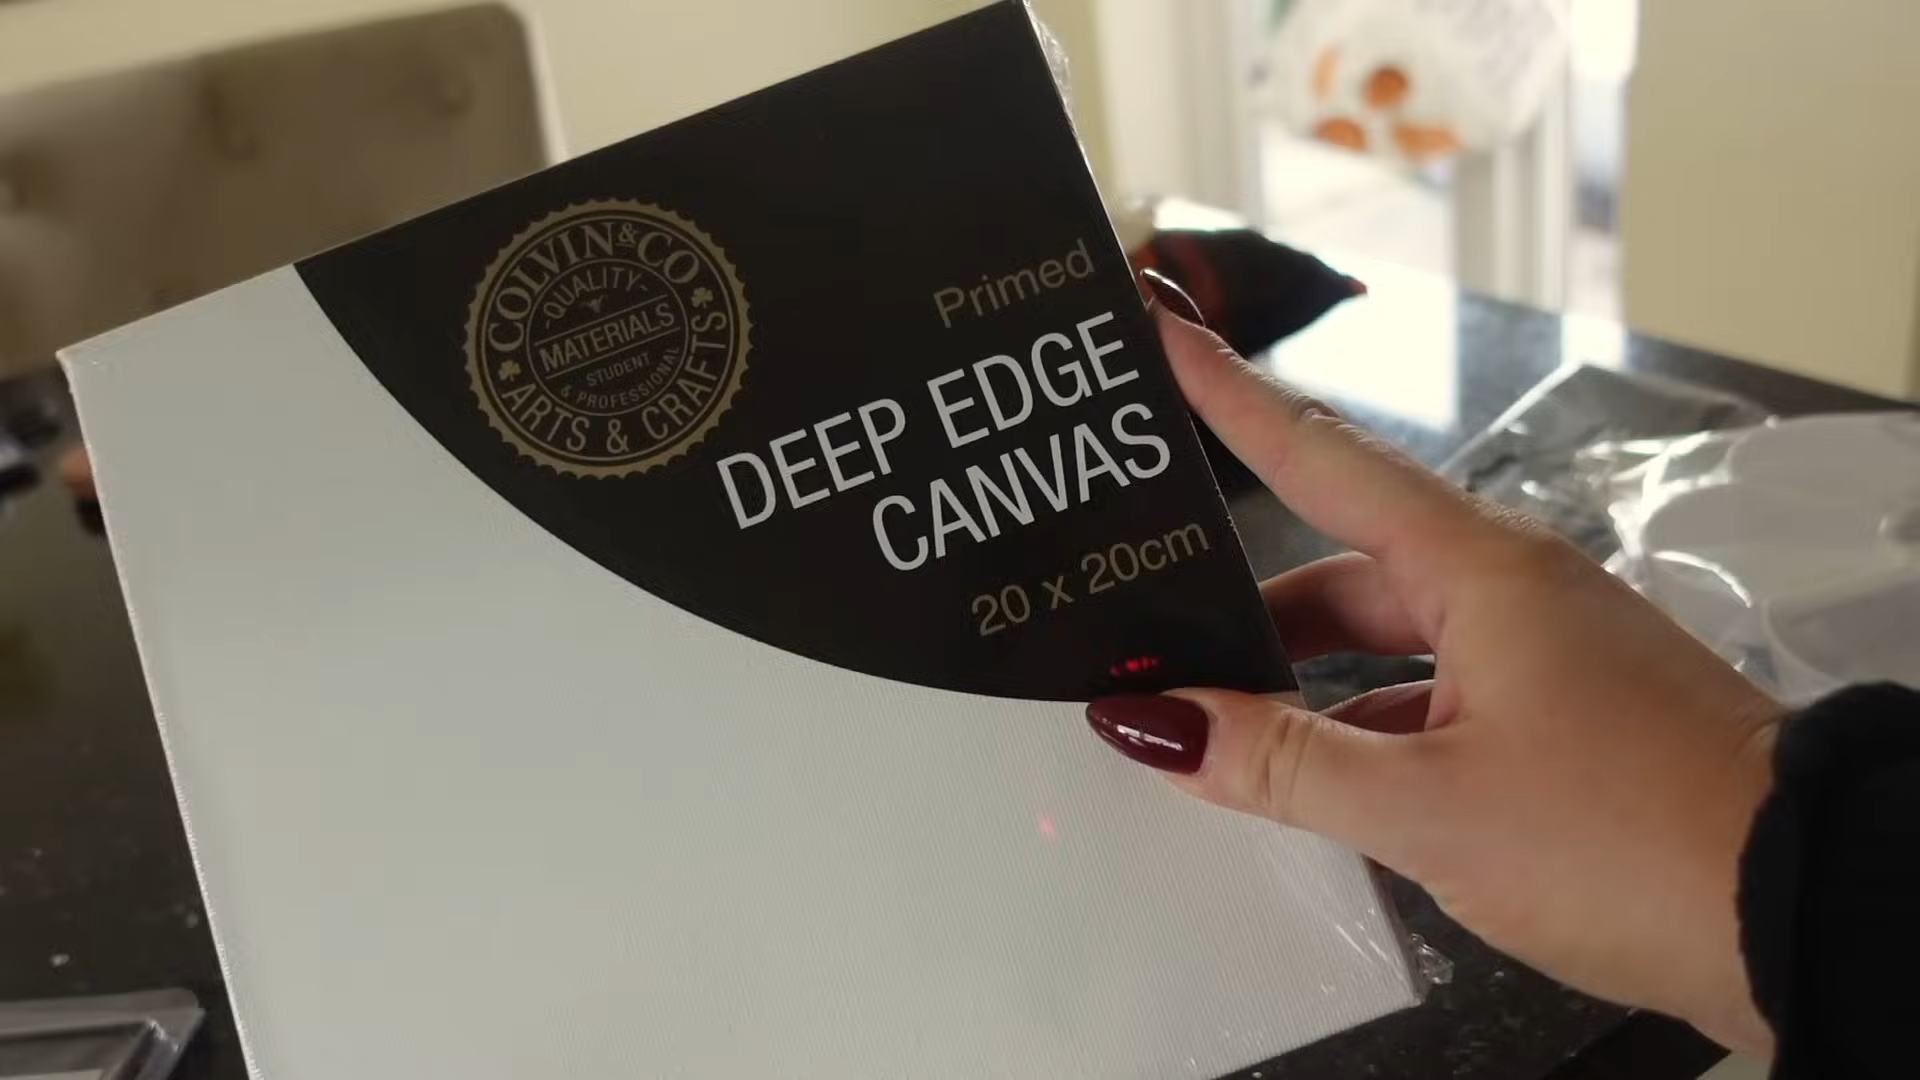 COLVIN & CO
-QUALITY-
MATERIALS
STUDENT
& PROFESSIONAL
ARTS & CRAFTS
Primed
DEEP EDGE
CANVAS
20 x 20cm